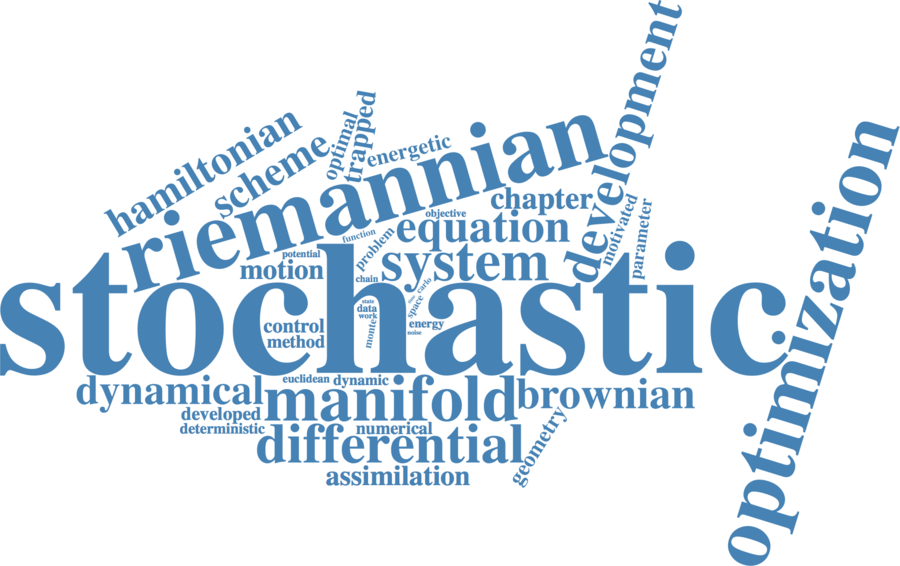 development
hamiltonian
scheme
optimal
trapped
energetic
riemannian
optimization
chapter
objective
motivated
parameter
function
problem
equation
potential
motion
system
chain
carlo
time
space
state
data
work
monte
energy
noise
control
method
stochastic
euclidean
dynamic
dynamical
manifold
brownian
developed
deterministic
numerical
differential
geometry
assimilation